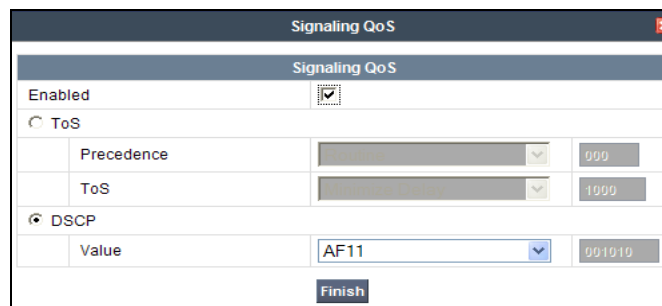 Signaling QoS
Signaling QoS
Enabled
ToS
Precedence 000
ToS 1000
DSCP
Value AF11 001010
Finish